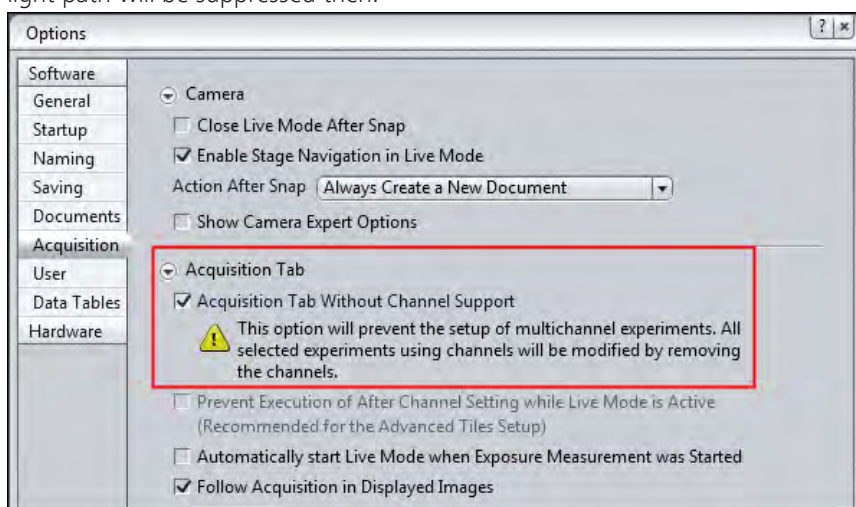 light path will be suppressed then.
Options
? ×
Software
General
Startup
Naming
Saving
Documents
Acquisition
User
Data Tables
Hardware
Camera
Close Live Mode After Snap
Enable Stage Navigation in Live Mode
Action After Snap Always Create a New Document
Show Camera Expert Options
Acquisition Tab
Acquisition Tab Without Channel Support
This option will prevent the setup of multichannel experiments. All
selected experiments using channels will be modified by removing
the channels.
Prevent Execution of After Channel Setting while Live Mode is Active
(Recommended for the Advanced Tiles Setup)
Automatically start Live Mode when Exposure Measurement was Started
Follow Acquisition in Displayed Images